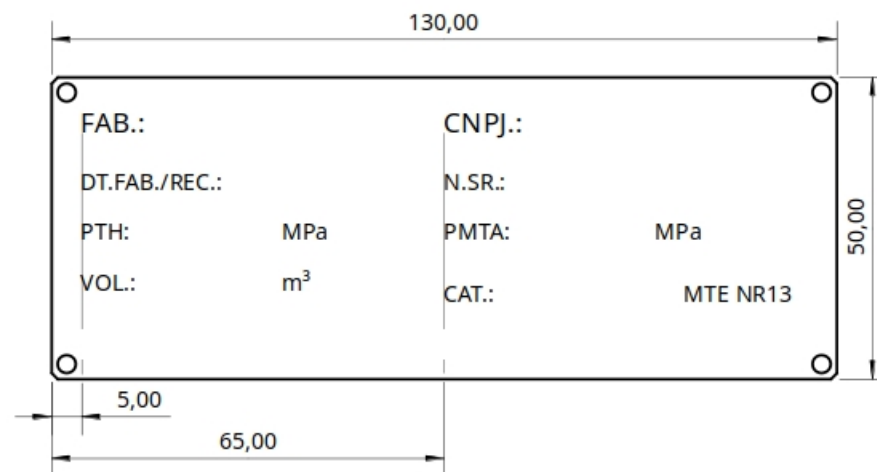 130,00
FAB.: CNPJ.:
DT.FAB./REC.: N.SR.:
PTH: MPa PMTA: MPa
VOL.: m³
CAT.: MTE NR13
50,00
5,00
65,00